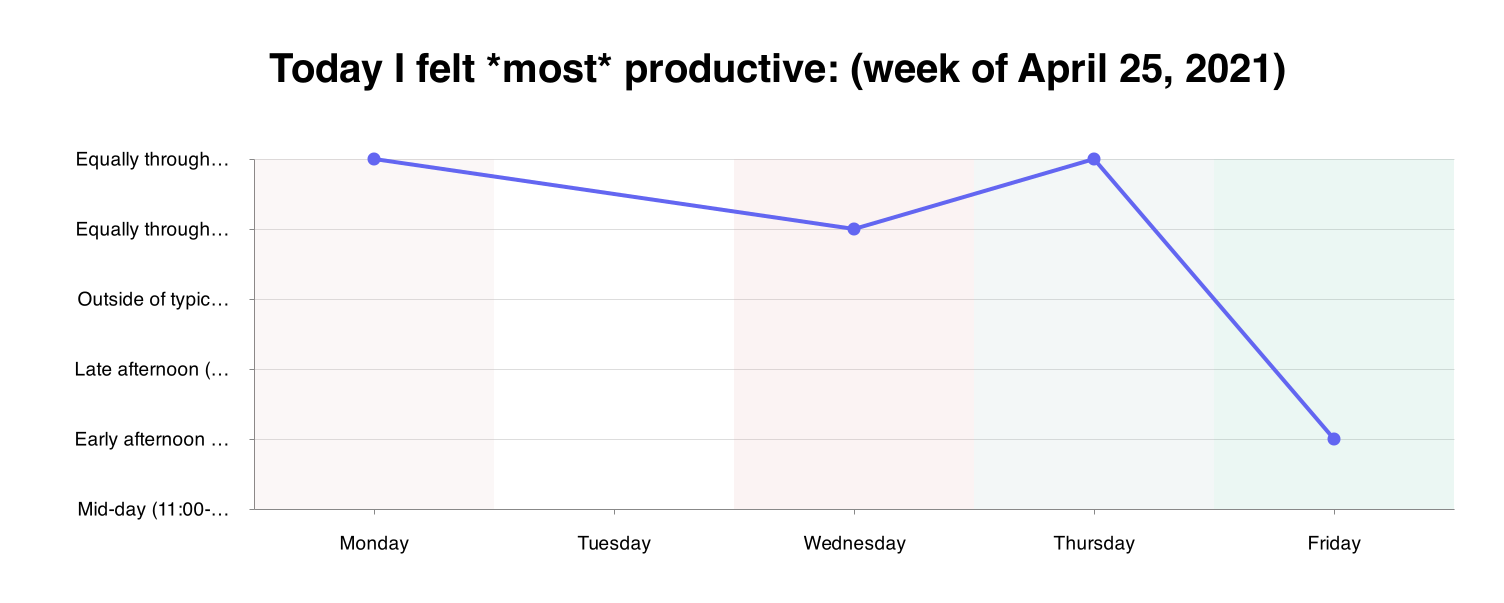 Today I felt *most* productive: (week of April 25, 2021)
Equally through…
Equally through…
Outside of typic…
Late afternoon (…
Early afternoon …
Mid-day (11:00-…
Monday Tuesday Wednesday Thursday Friday